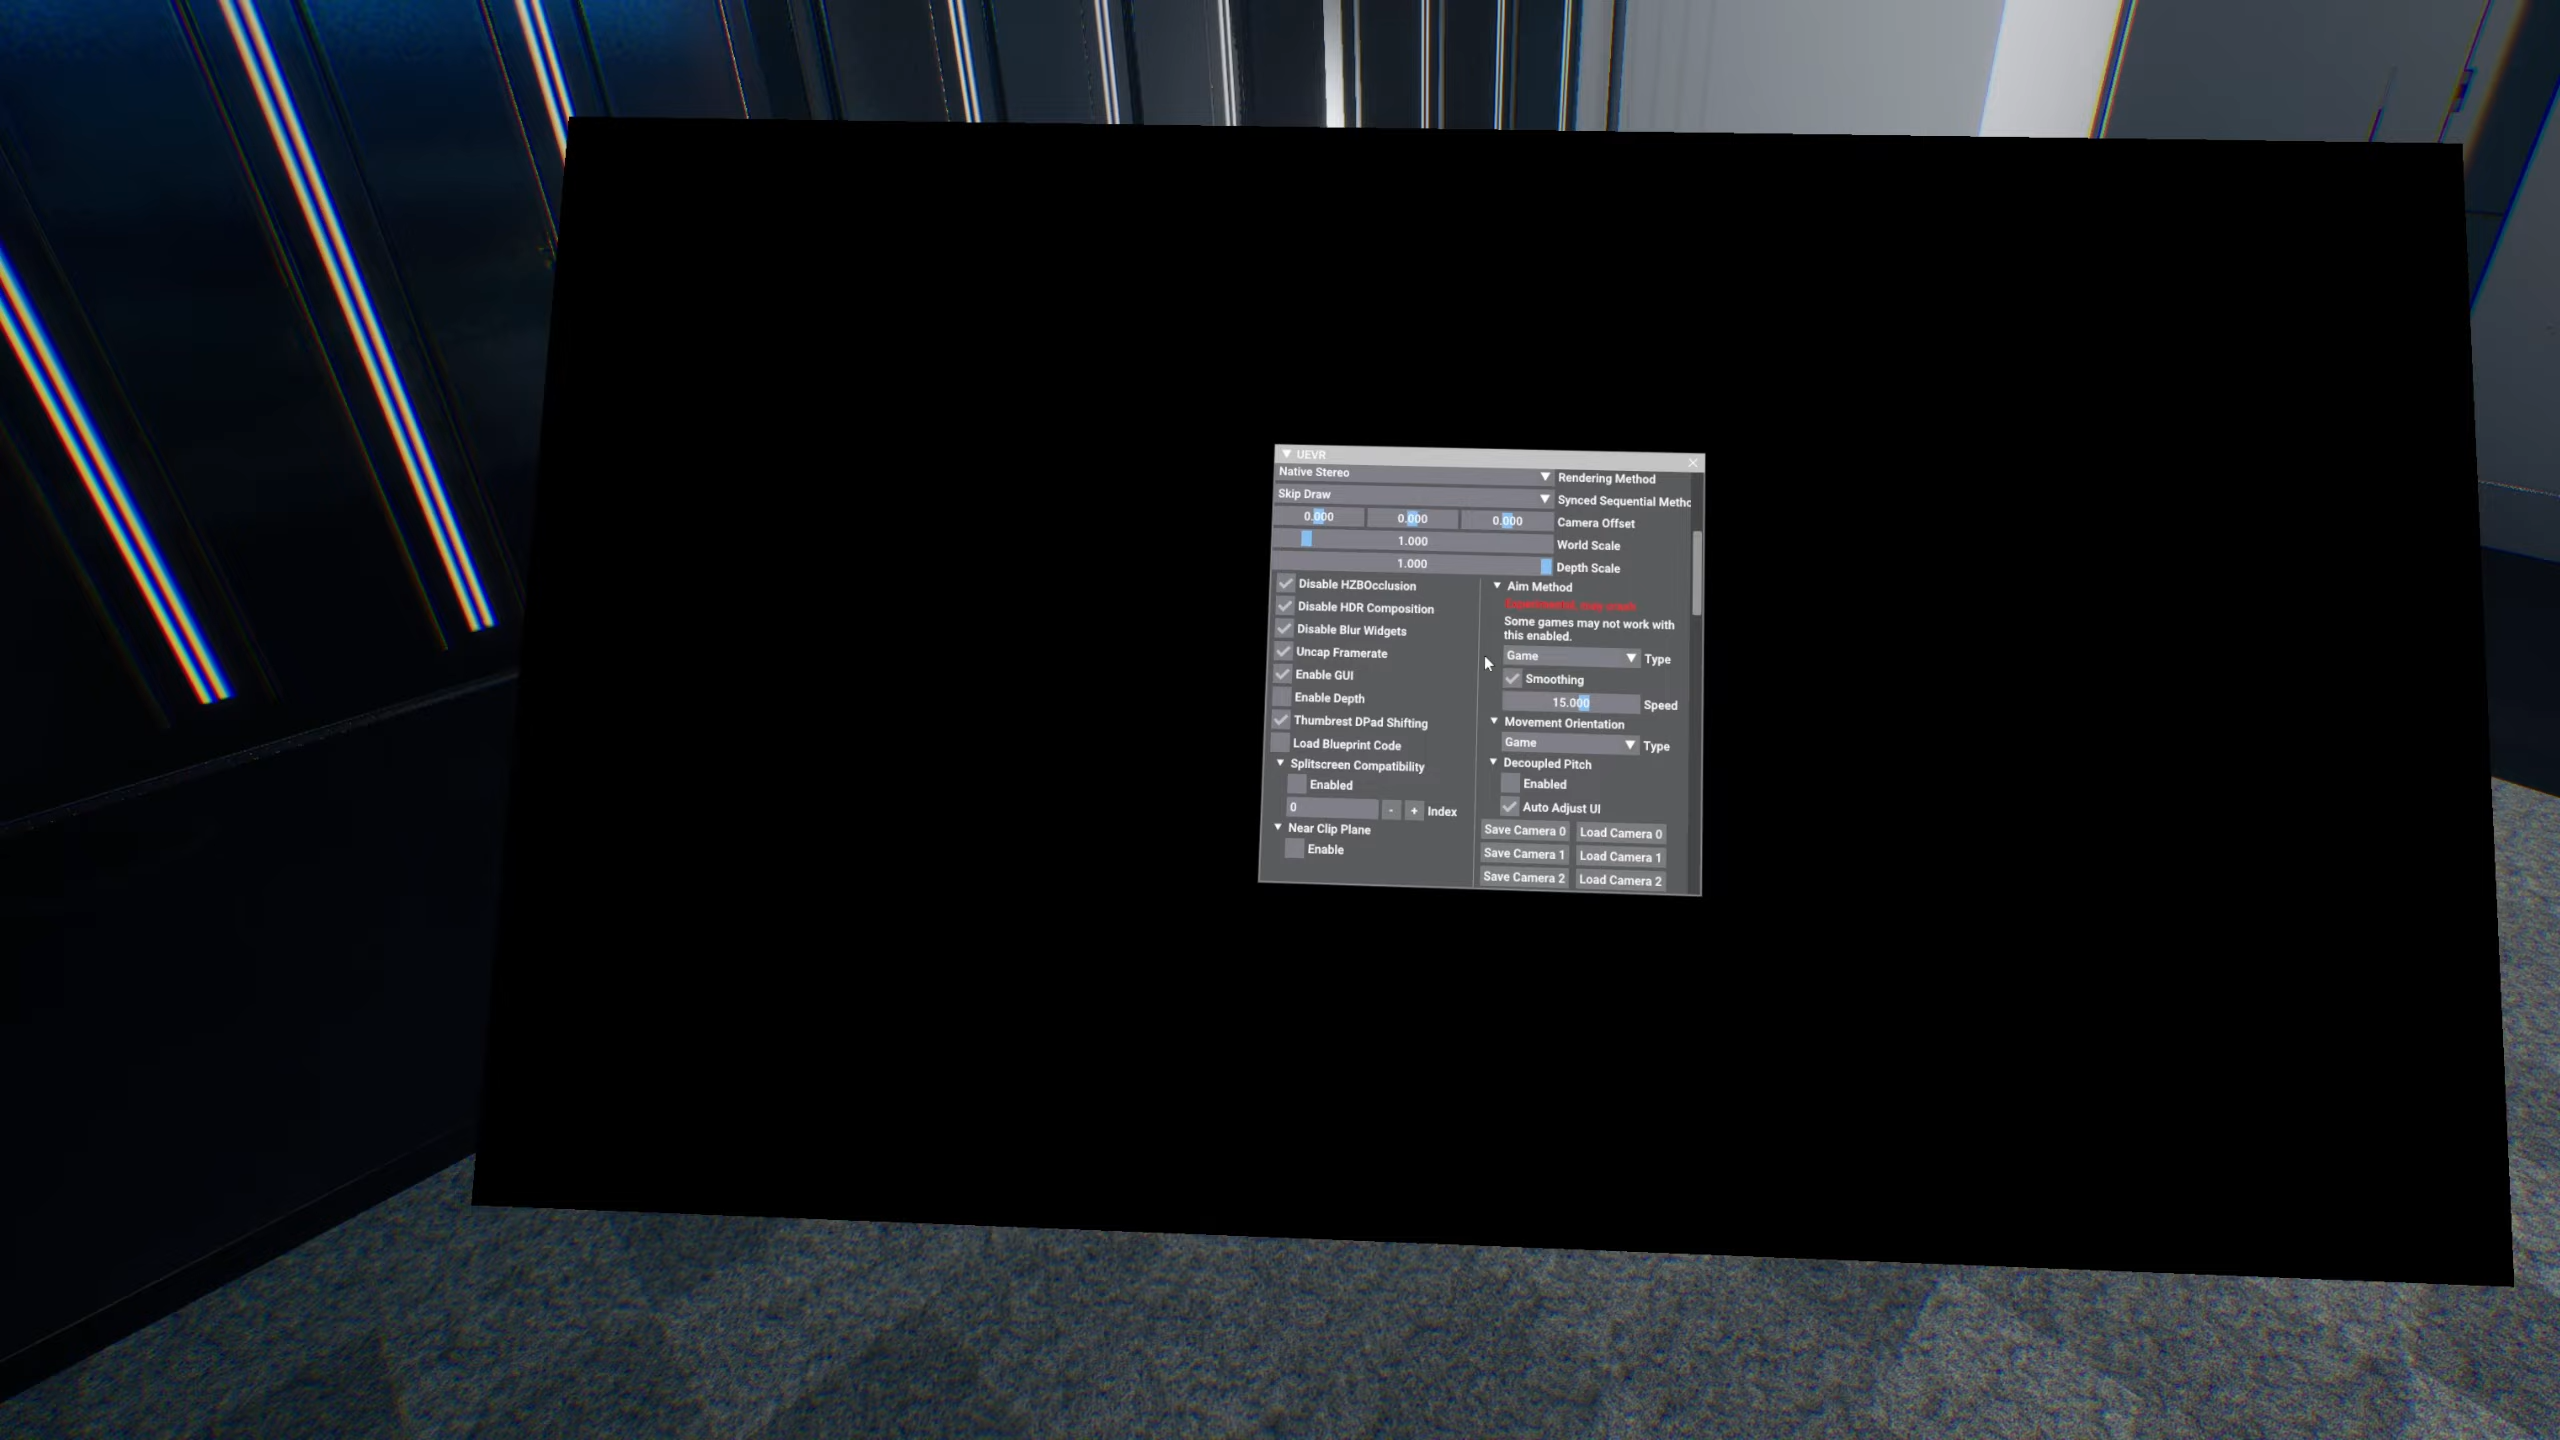 UEVR
Native Stereo Rendering Method
Skip Draw Synced Sequential Metho
0.000 0.000 0.000 Camera Offset
1.000 World Scale
1.000 Depth Scale
Disable HZBOcclusion
Disable HDR Composition
Disable Blur Widgets
Uncap Framerate
Enable GUI
Enable Depth
Thumbrest DPad Shifting
Load Blueprint Code
Splitscreen Compatibility
Enabled
0 - + Index
Near Clip Plane
Enable
Aim Method
Experimental, may crash
Some games may not work with
this enabled.
Game Type
Smoothing
15.000 Speed
Movement Orientation
Game Type
Decoupled Pitch
Enabled
Auto Adjust UI
Save Camera 0 Load Camera 0
Save Camera 1 Load Camera 1
Save Camera 2 Load Camera 2